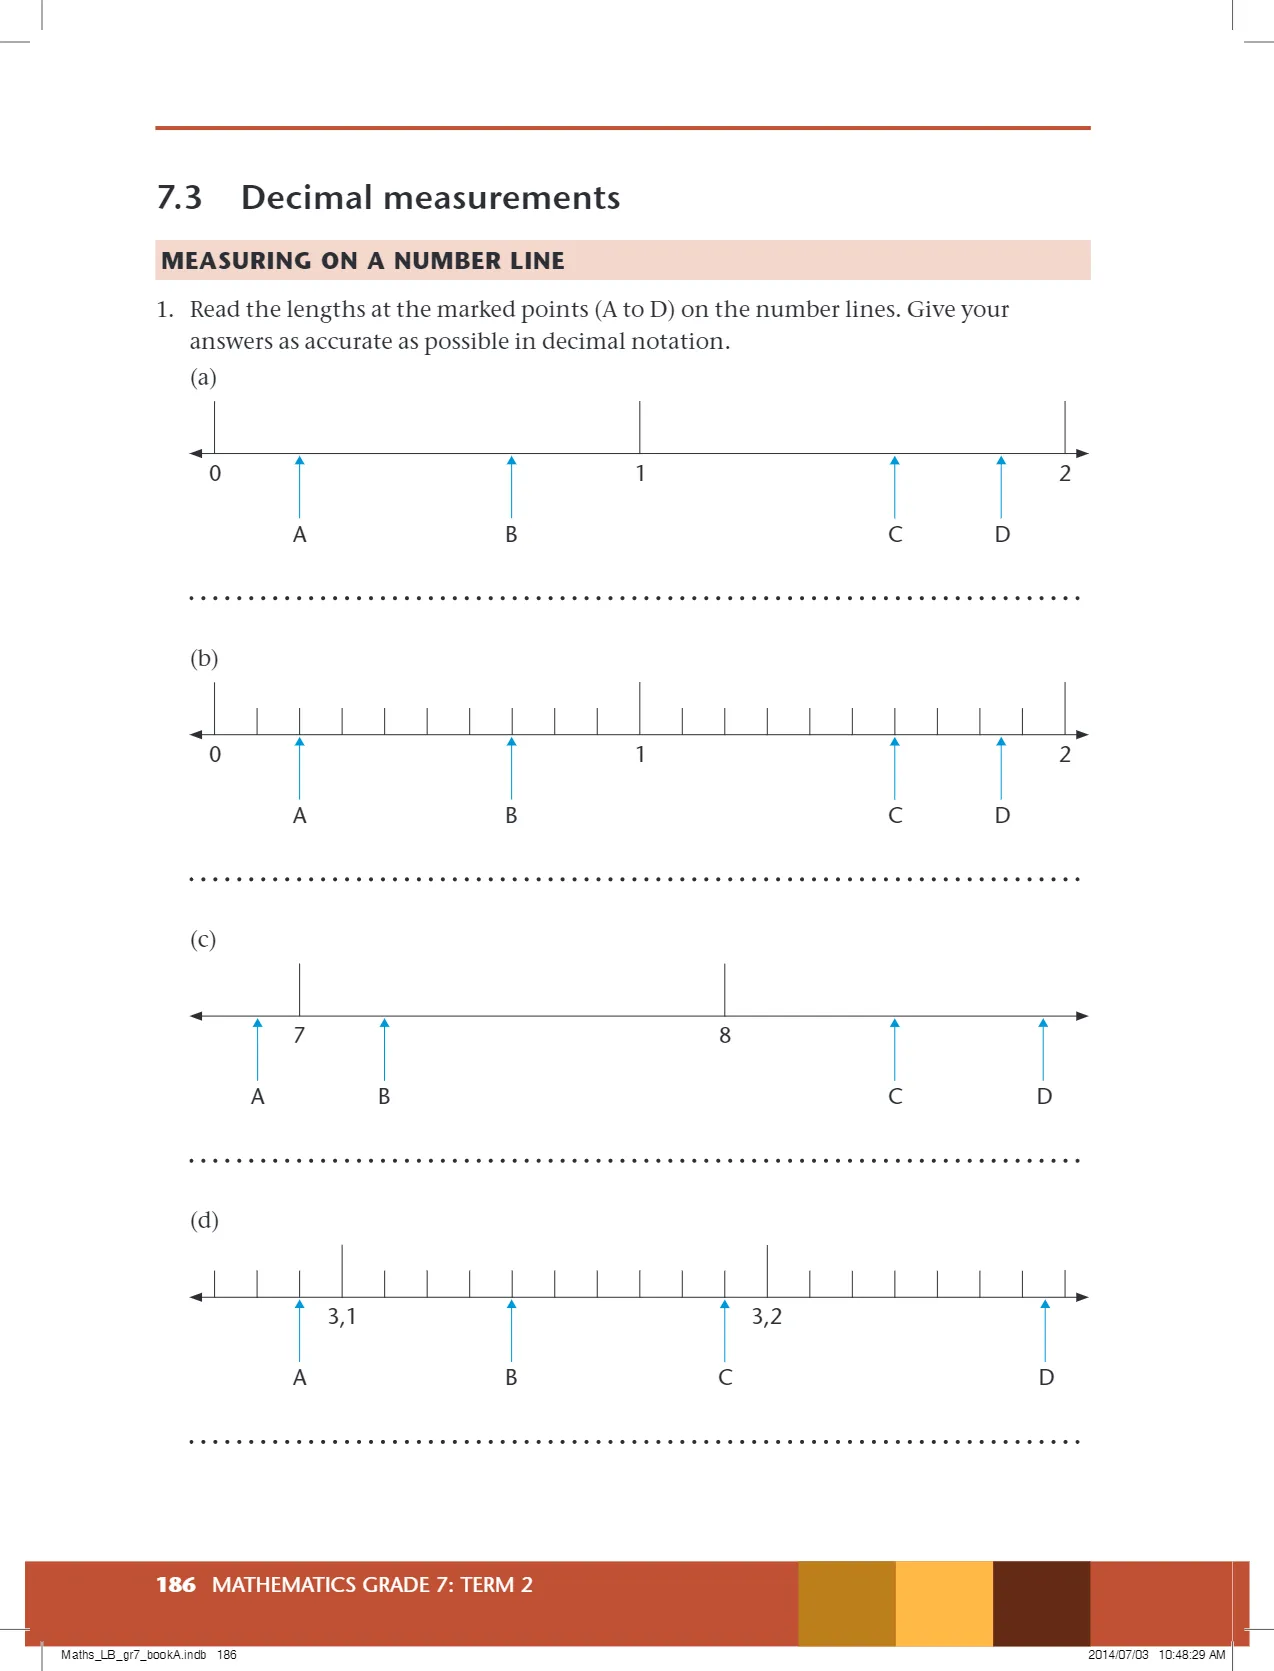 7.3 Decimal measurements
MEASURING ON A NUMBER LINE
1. Read the lengths at the marked points (A to D) on the number lines. Give your
answers as accurate as possible in decimal notation.
(a)
0 1 2
A B C D
(b)
0 1 2
A B C D
(c)
7 8
A B C D
(d)
3,1 3,2
A B C D
186 MATHEMATICS GRADE 7: TERM 2
Maths_LB_gr7_bookA.indb 186 2014/07/03 10:48:29 AM